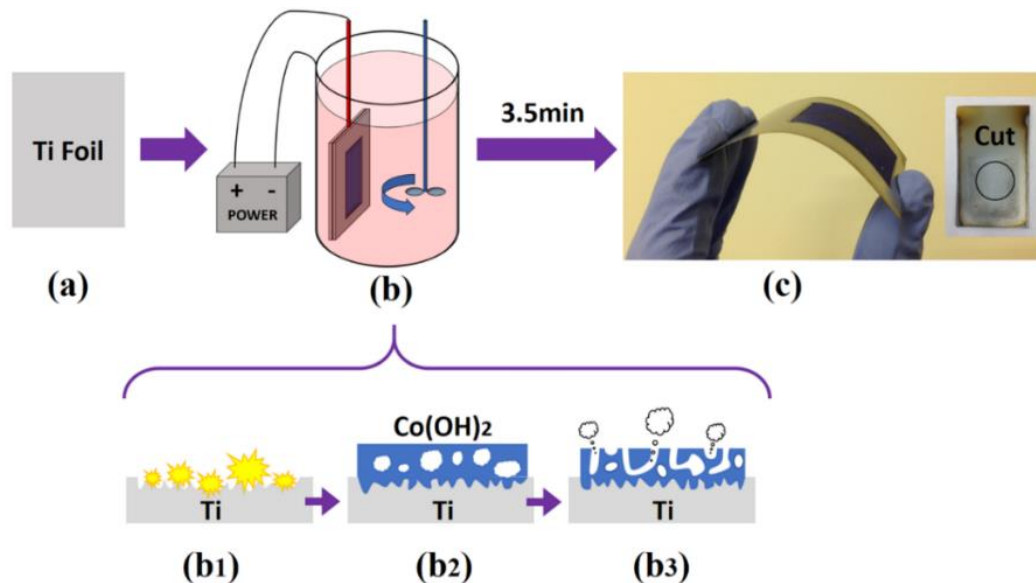 Ti Foil
+ -
POWER
3.5min
Cut
(a)
(b)
(c)
Co(OH)2
Ti
Ti
Ti
(b1)
(b2)
(b3)